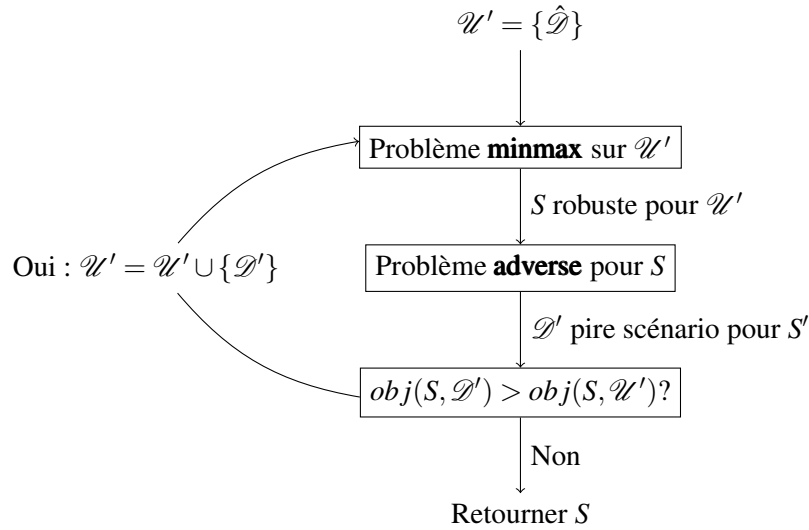 𝒰′ = {𝒟̂}
Problème minmax sur 𝒰′
S robuste pour 𝒰′
Oui : 𝒰′ = 𝒰′ ∪ {𝒟′}
Problème adverse pour S
𝒟′ pire scénario pour S′
obj(S, 𝒟′) > obj(S, 𝒰′)?
Non
Retourner S